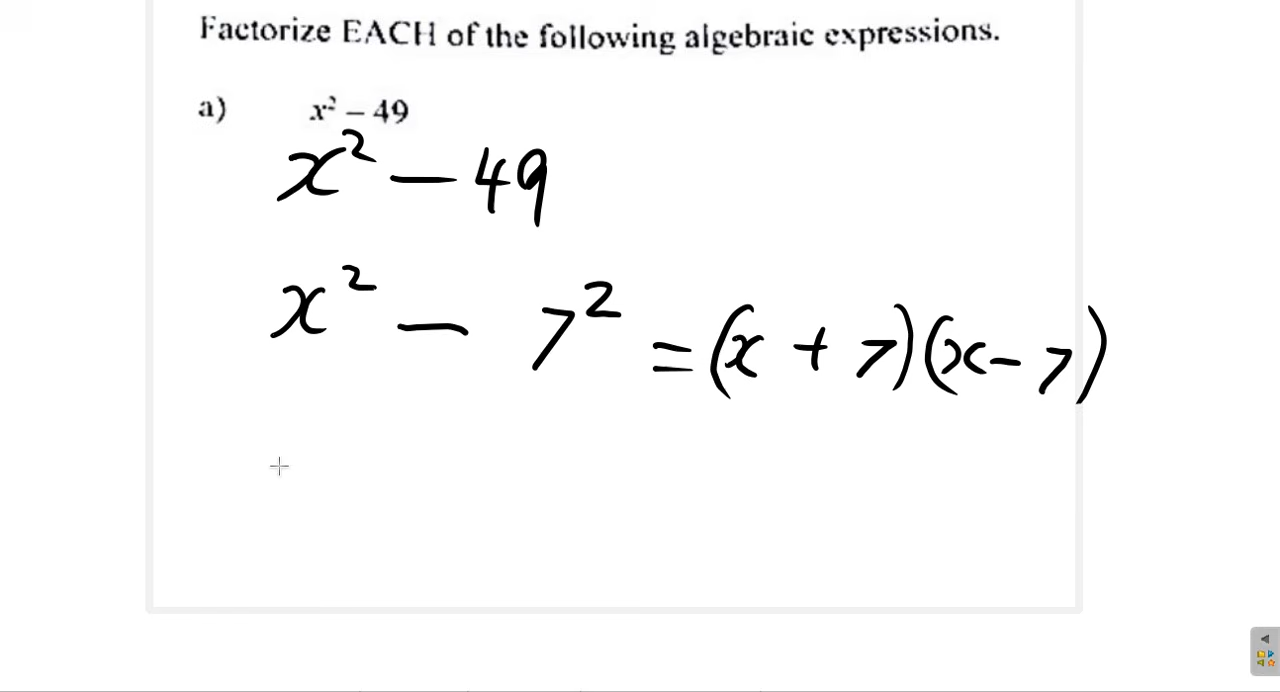 Factorize EACH of the following algebraic expressions.
a) x² – 49
x² – 49
x² – 7² = (x + 7)(x – 7)